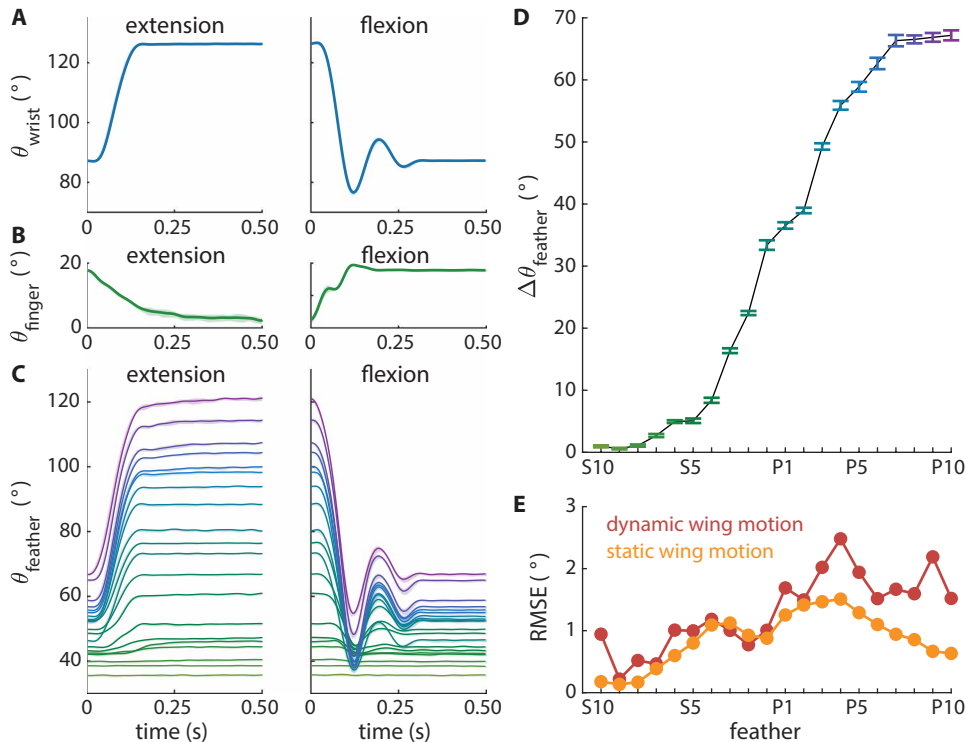 A
extension
flexion
θwrist (°)
120
100
80
0
0.25
0.50
0
0.25
0.50
B
extension
flexion
θfinger (°)
20
0
0
0.25
0.50
0
0.25
0.50
C
extension
flexion
θfeather (°)
120
100
80
60
40
0
0.25
0.50
0
0.25
0.50
time (s)
time (s)
D
Δθfeather (°)
70
60
50
40
30
20
10
0
S10
S5
P1
P5
P10
E
dynamic wing motion
static wing motion
RMSE (°)
3
2
1
0
S10
S5
P1
P5
P10
feather